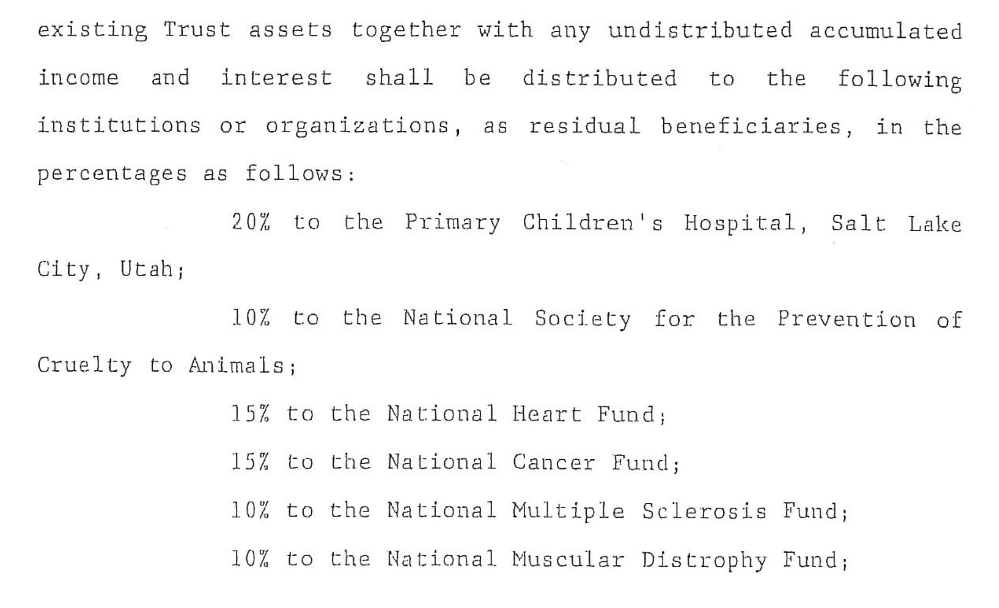 existing Trust assets together with any undistributed accumulated
income and interest shall be distributed to the following
institutions or organizations, as residual beneficiaries, in the
percentages as follows:
20% to the Primary Children's Hospital, Salt Lake
City, Utah;
10% to the National Society for the Prevention of
Cruelty to Animals;
15% to the National Heart Fund;
15% to the National Cancer Fund;
10% to the National Multiple Sclerosis Fund;
10% to the National Muscular Distrophy Fund;